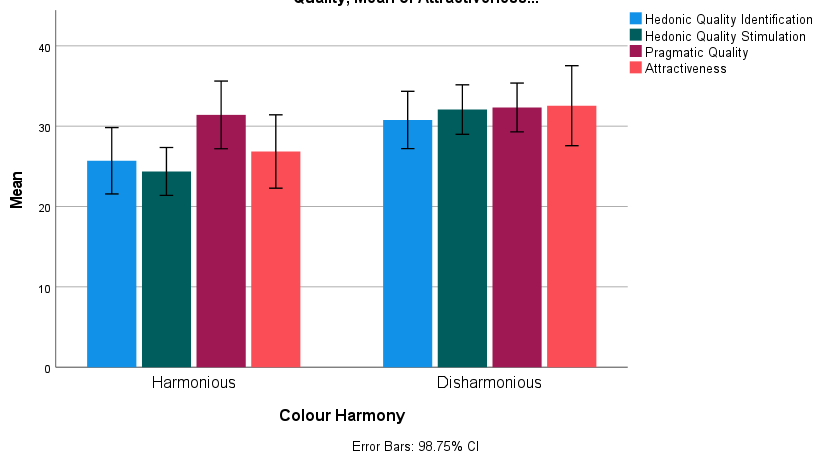 Quality, Mean of Attractiveness...
Hedonic Quality Identification
Hedonic Quality Stimulation
Pragmatic Quality
Attractiveness
40
30
20
10
0
Mean
Harmonious
Disharmonious
Colour Harmony
Error Bars: 98.75% CI